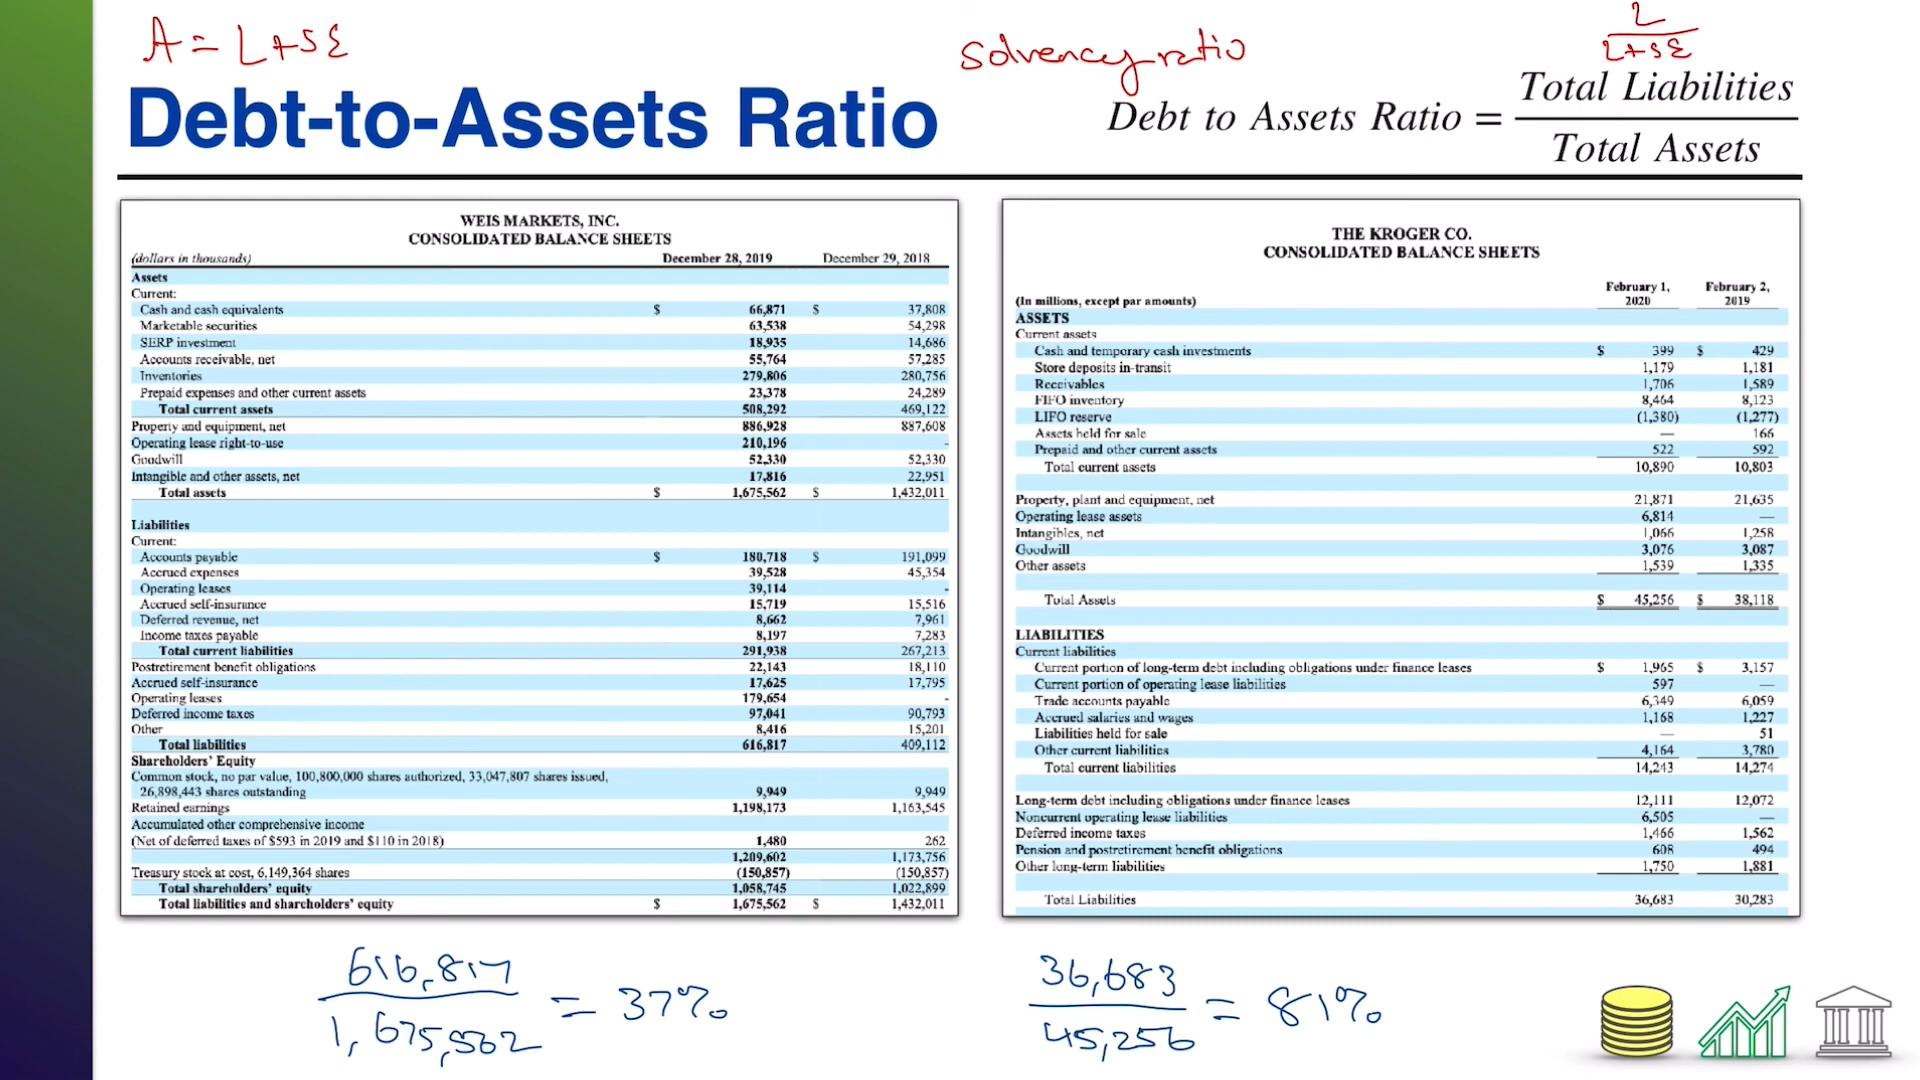 A = L+SE
Solvency ratio
L
L+SE
Debt-to-Assets Ratio
Debt to Assets Ratio = Total Liabilities / Total Assets
WEIS MARKETS, INC.
CONSOLIDATED BALANCE SHEETS
(dollars in thousands) December 28, 2019 December 29, 2018
Assets
Current:
Cash and cash equivalents $ 66,871 $ 37,808
Marketable securities 63,538 54,298
SERP investment 18,935 14,686
Accounts receivable, net 55,764 57,285
Inventories 279,806 280,756
Prepaid expenses and other current assets 23,378 24,289
Total current assets 508,292 469,122
Property and equipment, net 886,928 887,608
Operating lease right-to-use 210,196 -
Goodwill 52,330 52,330
Intangible and other assets, net 17,816 22,951
Total assets $ 1,675,562 $ 1,432,011
Liabilities
Current:
Accounts payable $ 180,718 $ 191,099
Accrued expenses 39,528 45,354
Operating leases 39,114 -
Accrued self-insurance 15,719 15,516
Deferred revenue, net 8,662 7,961
Income taxes payable 8,197 7,283
Total current liabilities 291,938 267,213
Postretirement benefit obligations 22,143 18,110
Accrued self-insurance 17,625 17,795
Operating leases 179,654 -
Deferred income taxes 97,041 90,793
Other 8,416 15,201
Total liabilities 616,817 409,112
Shareholders' Equity
Common stock, no par value, 100,800,000 shares authorized, 33,047,807 shares issued,
26,898,443 shares outstanding 9,949 9,949
Retained earnings 1,198,173 1,163,545
Accumulated other comprehensive income
(Net of deferred taxes of $593 in 2019 and $110 in 2018) 1,480 262
1,209,602 1,173,756
Treasury stock at cost, 6,149,364 shares (150,857) (150,857)
Total shareholders' equity 1,058,745 1,022,899
Total liabilities and shareholders' equity $ 1,675,562 $ 1,432,011
THE KROGER CO.
CONSOLIDATED BALANCE SHEETS
(In millions, except par amounts) February 1, 2020 February 2, 2019
ASSETS
Current assets
Cash and temporary cash investments $ 399 $ 429
Store deposits in-transit 1,179 1,181
Receivables 1,706 1,589
FIFO inventory 8,464 8,123
LIFO reserve (1,380) (1,277)
Assets held for sale — 166
Prepaid and other current assets 522 592
Total current assets 10,890 10,803
Property, plant and equipment, net 21,871 21,635
Operating lease assets 6,814 —
Intangibles, net 1,066 1,258
Goodwill 3,076 3,087
Other assets 1,539 1,335
Total Assets $ 45,256 $ 38,118
LIABILITIES
Current liabilities
Current portion of long-term debt including obligations under finance leases $ 1,965 $ 3,157
Current portion of operating lease liabilities 597 —
Trade accounts payable 6,349 6,059
Accrued salaries and wages 1,168 1,227
Liabilities held for sale — 51
Other current liabilities 4,164 3,780
Total current liabilities 14,243 14,274
Long-term debt including obligations under finance leases 12,111 12,072
Noncurrent operating lease liabilities 6,505 —
Deferred income taxes 1,466 1,562
Pension and postretirement benefit obligations 608 494
Other long-term liabilities 1,750 1,881
Total Liabilities 36,683 30,283
616,817
1,675,562
= 37%
36,683
45,256
= 81%